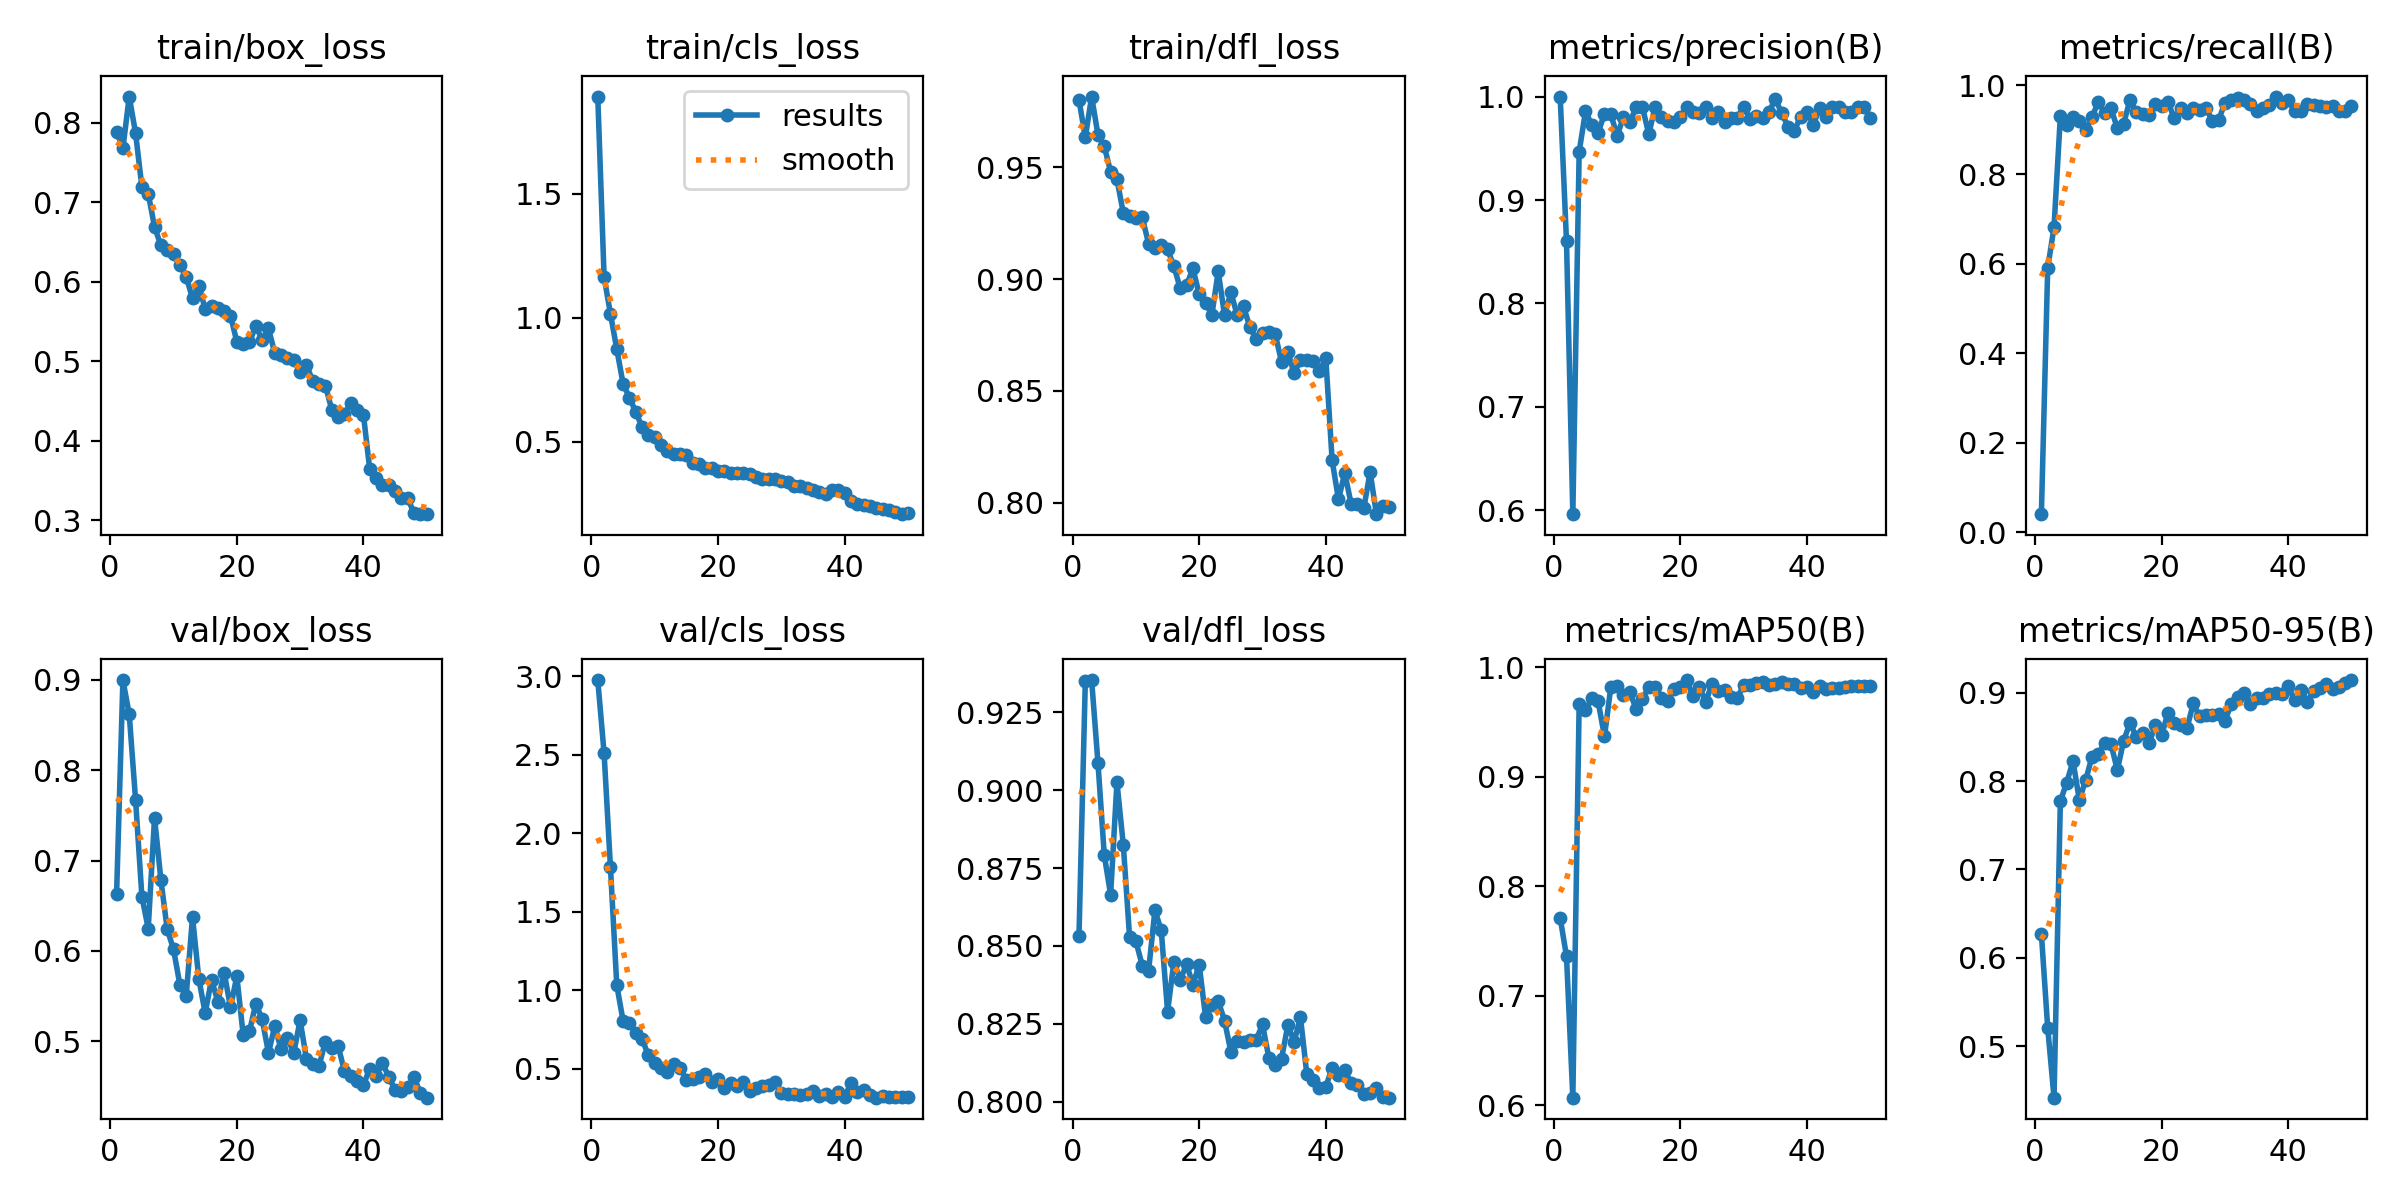 train/box_loss
train/cls_loss
train/dfl_loss
metrics/precision(B)
metrics/recall(B)
0.8
0.7
0.6
0.5
0.4
0.3
0 20 40
1.5
1.0
0.5
0 20 40
results
smooth
0.95
0.90
0.85
0.80
0 20 40
1.0
0.9
0.8
0.7
0.6
0 20 40
1.0
0.8
0.6
0.4
0.2
0.0
0 20 40
val/box_loss
val/cls_loss
val/dfl_loss
metrics/mAP50(B)
metrics/mAP50-95(B)
0.9
0.8
0.7
0.6
0.5
0 20 40
3.0
2.5
2.0
1.5
1.0
0.5
0 20 40
0.925
0.900
0.875
0.850
0.825
0.800
0 20 40
1.0
0.9
0.8
0.7
0.6
0 20 40
0.9
0.8
0.7
0.6
0.5
0 20 40